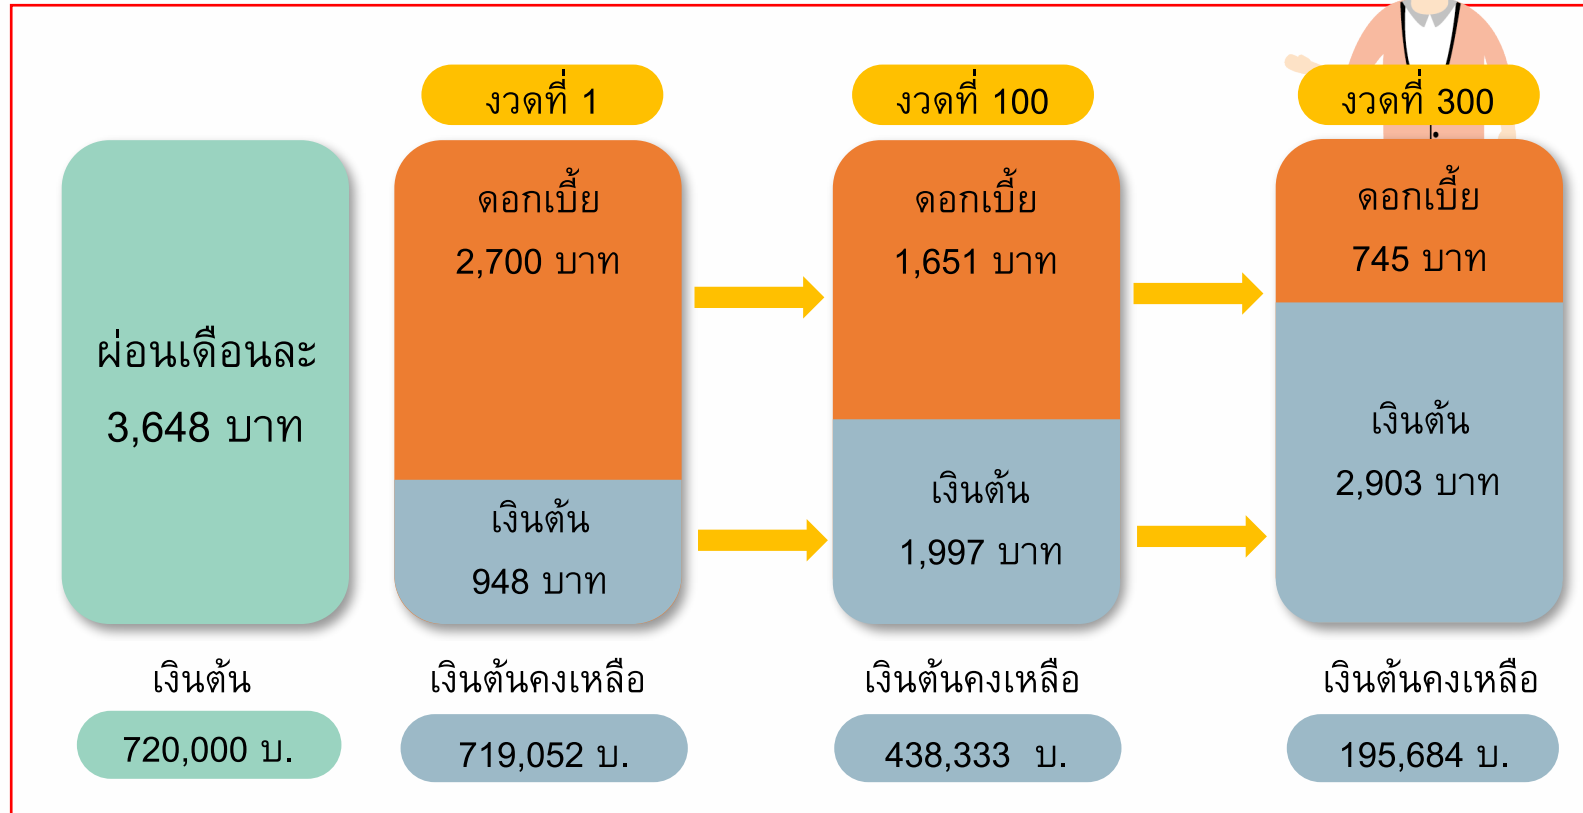 ผ่อนเดือนละ
3,648 บาท
เงินต้น
720,000 บ.
งวดที่ 1
ดอกเบี้ย
2,700 บาท
เงินต้น
948 บาท
เงินต้นคงเหลือ
719,052 บ.
งวดที่ 100
ดอกเบี้ย
1,651 บาท
เงินต้น
1,997 บาท
เงินต้นคงเหลือ
438,333 บ.
งวดที่ 300
ดอกเบี้ย
745 บาท
เงินต้น
2,903 บาท
เงินต้นคงเหลือ
195,684 บ.